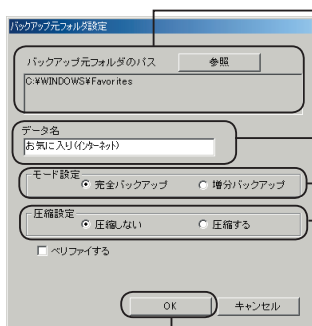 バックアップ元フォルダ設定
バックアップ元フォルダのパス 参照
C:¥WINDOWS¥Favorites
データ名
お気に入り(インターネット)
モード設定
完全バックアップ 増分バックアップ
圧縮設定
圧縮しない 圧縮する
ベリファイする
OK キャンセル